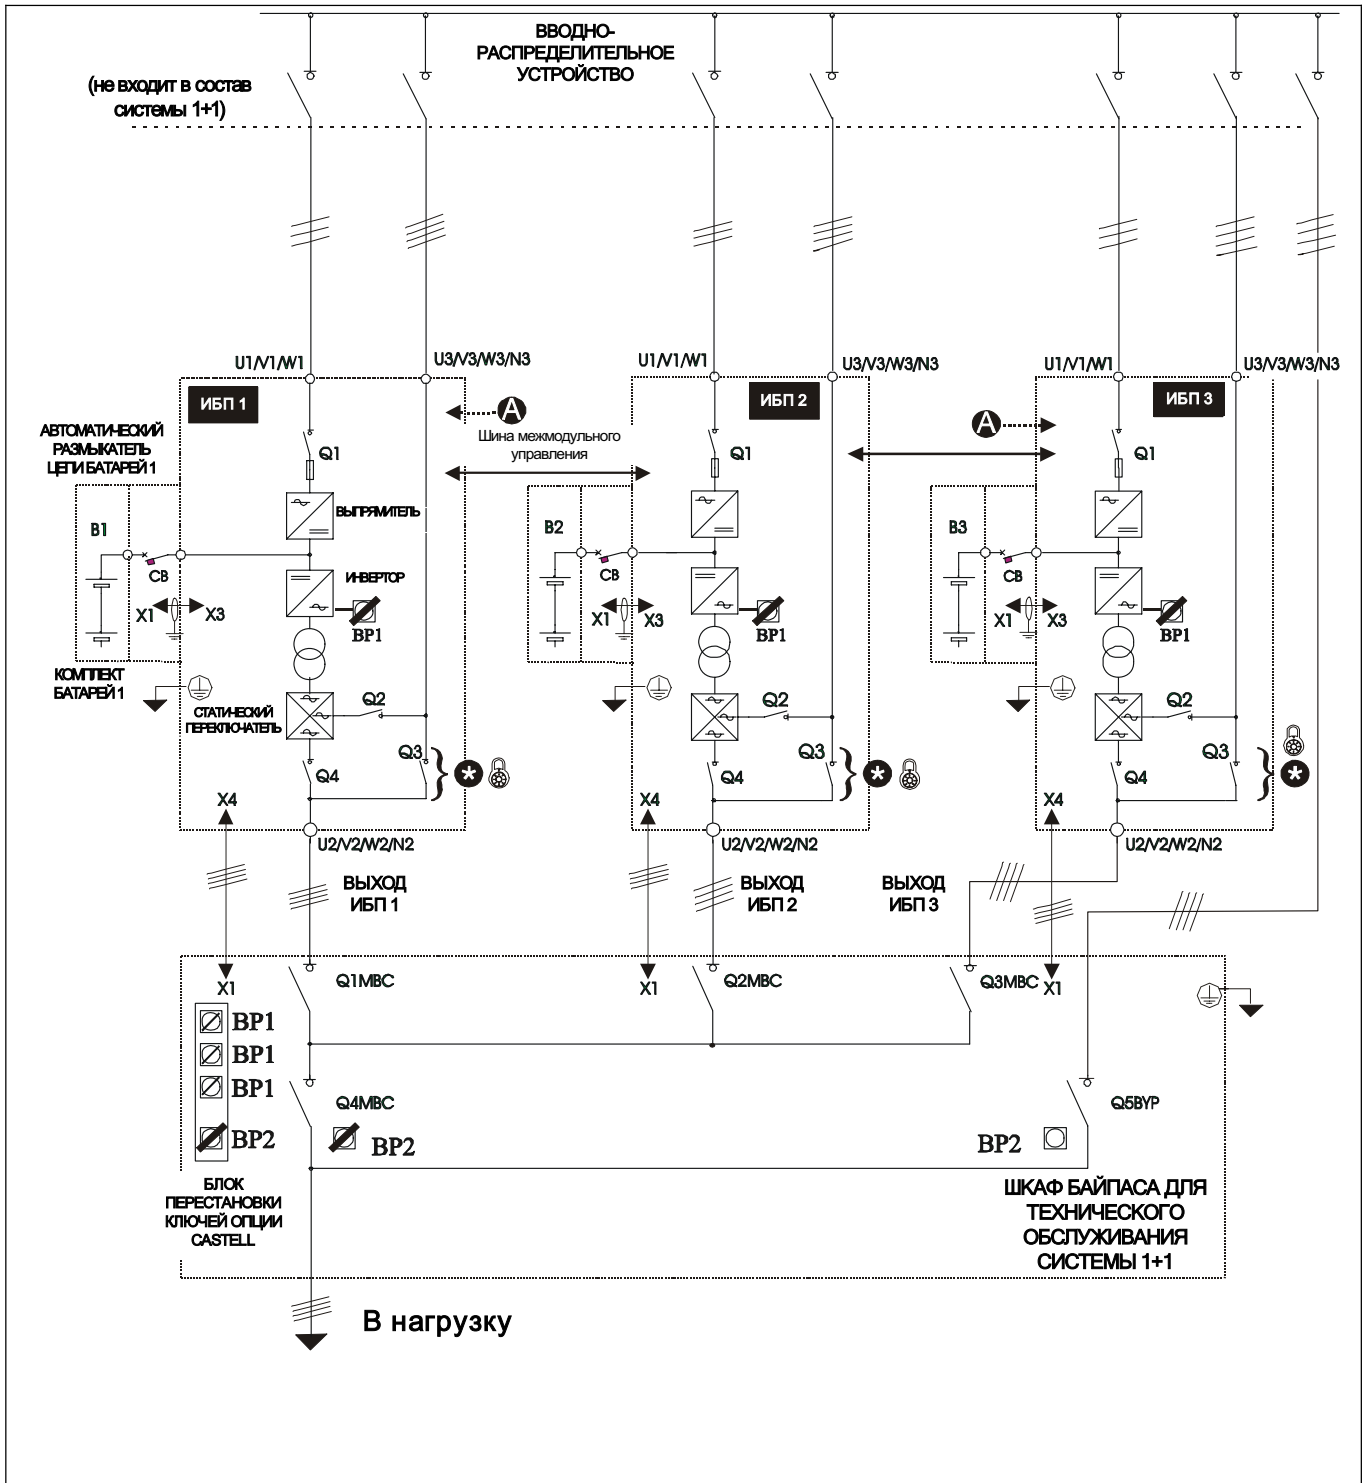 ВВОДНО-
РАСПРЕДЕЛИТЕЛЬНОЕ
УСТРОЙСТВО
(не входит в состав
системы 1+1)
U1/V1/W1
U3/V3/W3/N3
U1/V1/W1
U3/V3/W3/N3
U1/V1/W1
U3/V3/W3/N3
ИБП 1
A
ИБП 2
A
ИБП 3
Шина межмодульного
управления
АВТОМАТИЧЕСКИЙ
РАЗМЫКАТЕЛЬ
ЦЕПИ БАТАРЕЙ 1
Q1
Q1
Q1
ВЫПРЯМИТЕЛЬ
B1
B2
B3
CB
CB
CB
ИНВЕРТОР
X1
X3
BP1
X1
X3
BP1
X1
X3
BP1
КОМПЛЕКТ
БАТАРЕЙ 1
СТАТИЧЕСКИЙ
ПЕРЕКЛЮЧАТЕЛЬ
Q2
Q2
Q2
Q3
Q3
Q3
Q4
*
Q4
*
Q4
*
X4
X4
X4
U2/V2/W2/N2
U2/V2/W2/N2
U2/V2/W2/N2
ВЫХОД
ИБП 1
ВЫХОД
ИБП 2
ВЫХОД
ИБП 3
X1
Q1MBC
X1
Q2MBC
Q3MBC
X1
BP1
BP1
BP1
BP2
Q4MBC
BP2
Q5BYP
BP2
БЛОК
ПЕРЕСТАНОВКИ
КЛЮЧЕЙ ОПЦИИ
CASTELL
ШКАФ БАЙПАСА ДЛЯ
ТЕХНИЧЕСКОГО
ОБСЛУЖИВАНИЯ
СИСТЕМЫ 1+1
В нагрузку